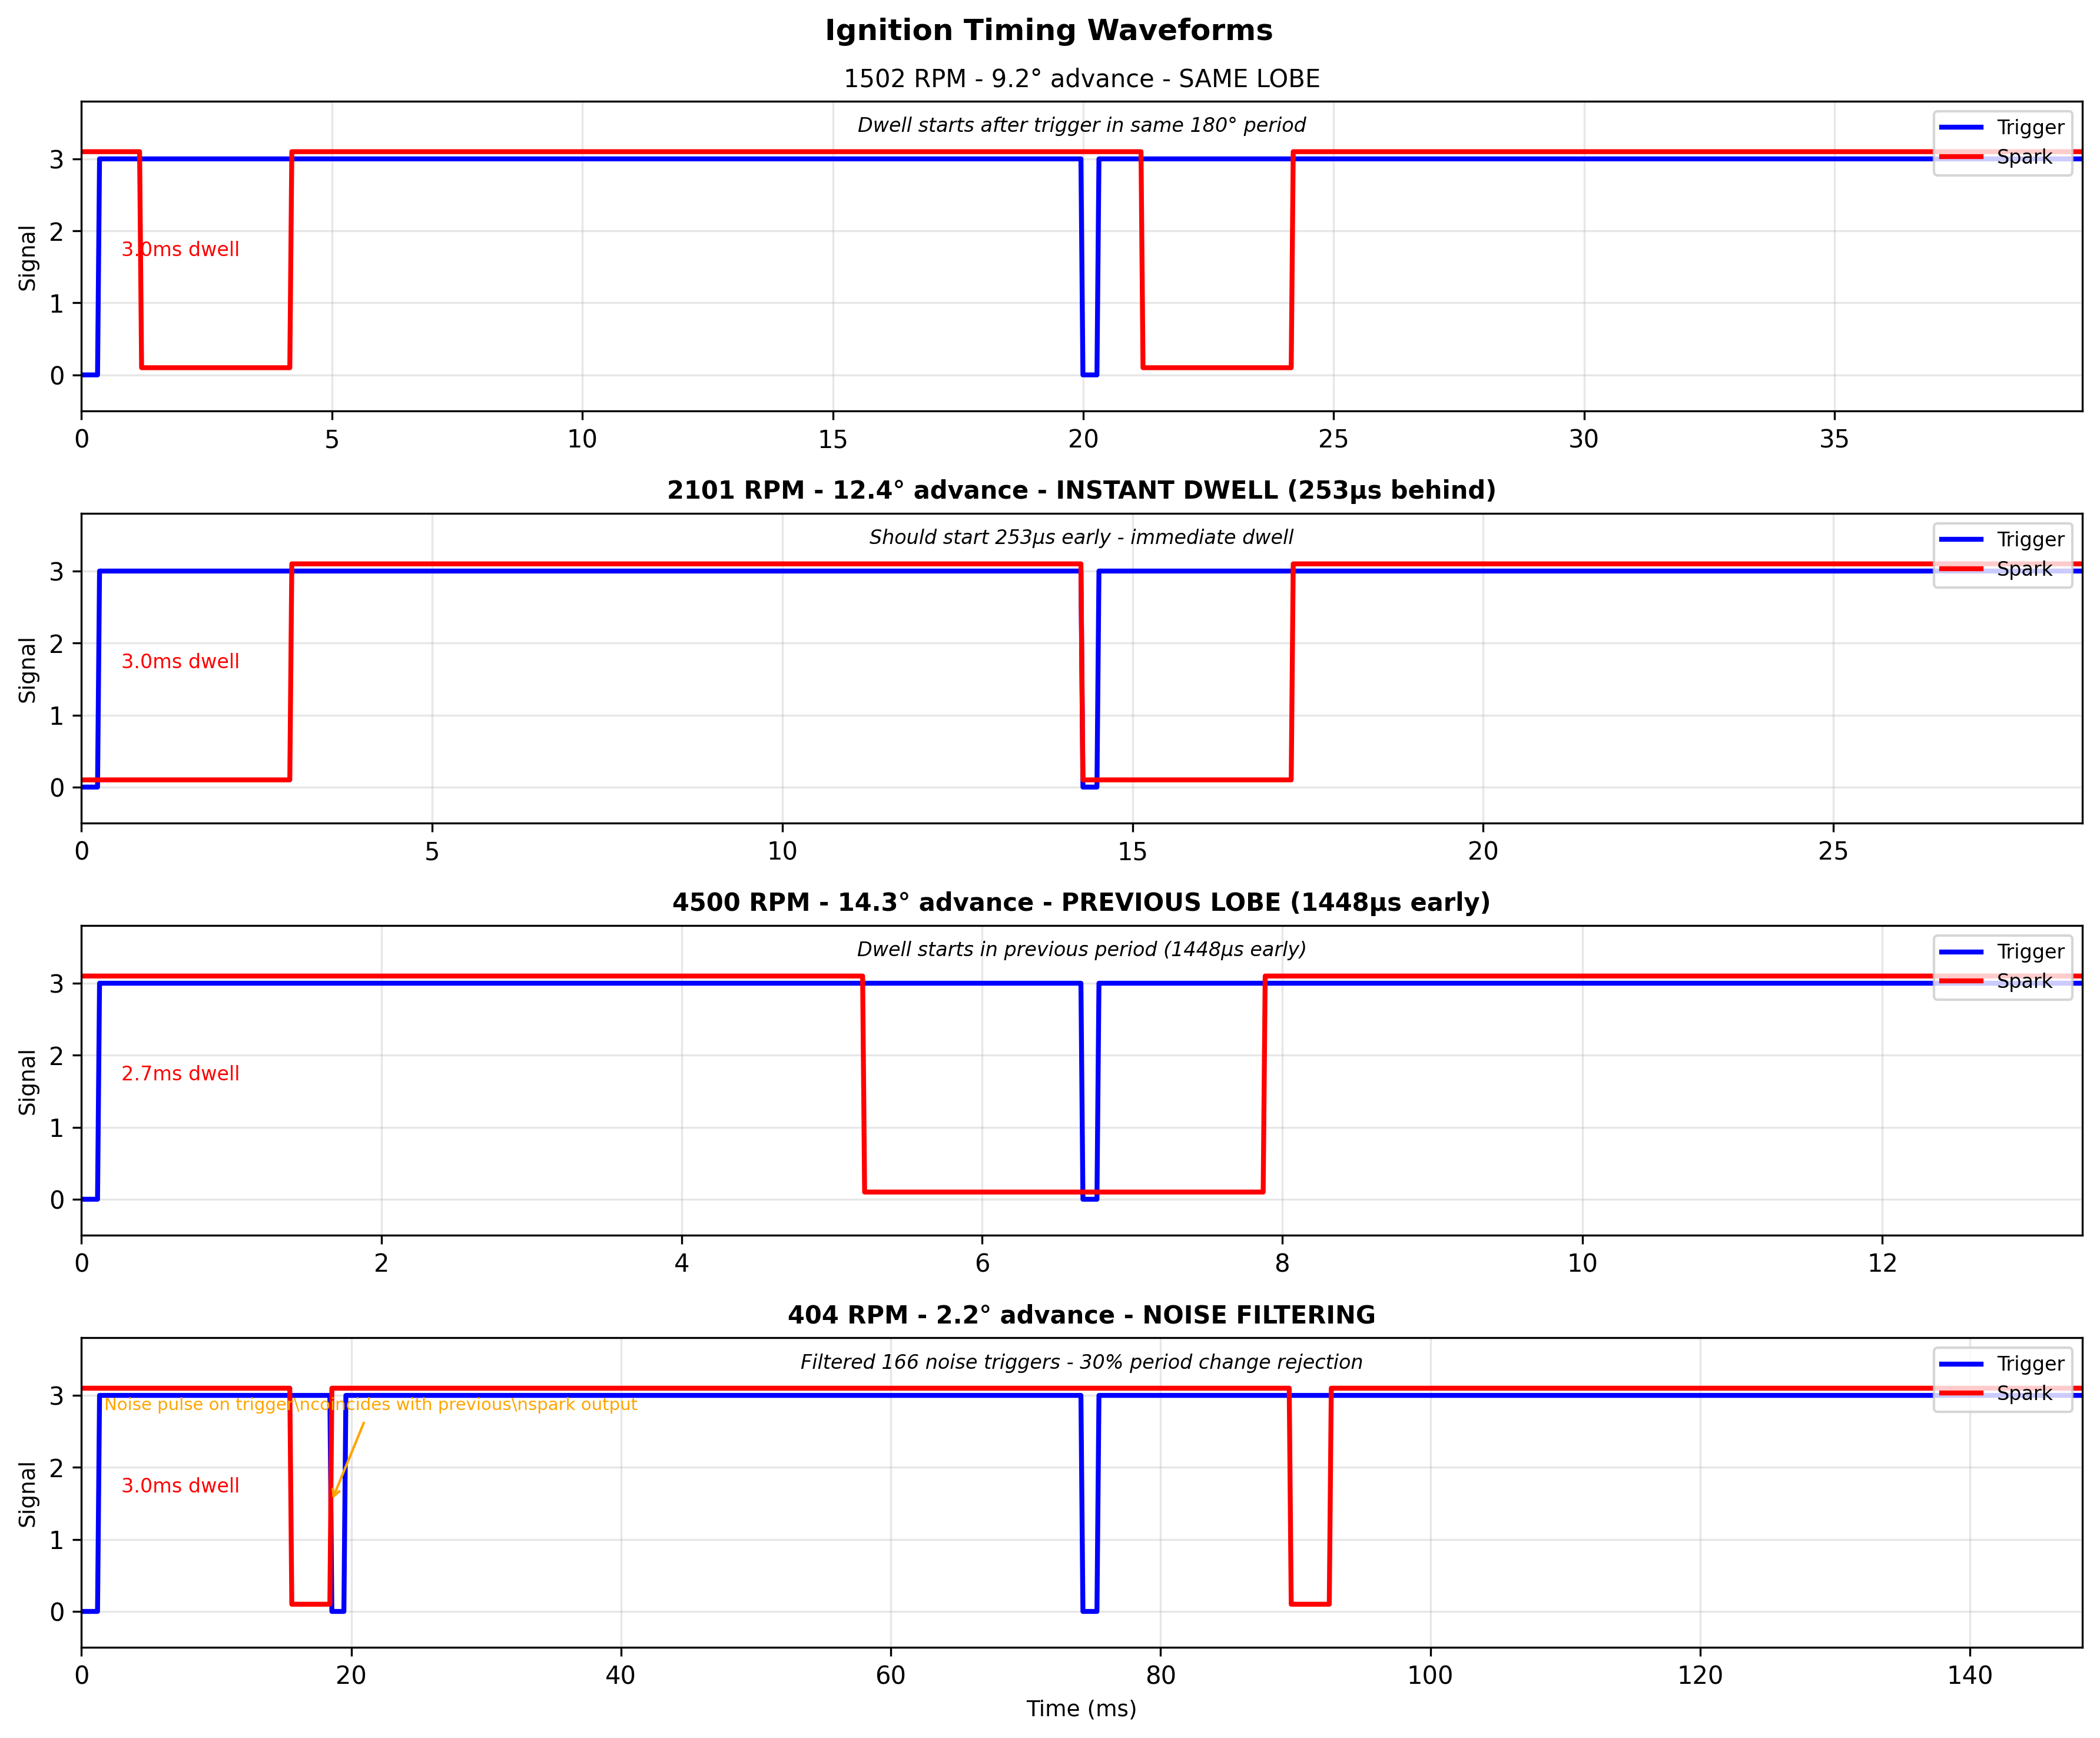 Ignition Timing Waveforms
1502 RPM - 9.2° advance - SAME LOBE
Dwell starts after trigger in same 180° period
Trigger
Spark
3.0ms dwell
Signal
3
2
1
0
0 5 10 15 20 25 30 35
2101 RPM - 12.4° advance - INSTANT DWELL (253µs behind)
Should start 253µs early - immediate dwell
Trigger
Spark
3.0ms dwell
Signal
3
2
1
0
0 5 10 15 20 25
4500 RPM - 14.3° advance - PREVIOUS LOBE (1448µs early)
Dwell starts in previous period (1448µs early)
Trigger
Spark
2.7ms dwell
Signal
3
2
1
0
0 2 4 6 8 10 12
404 RPM - 2.2° advance - NOISE FILTERING
Filtered 166 noise triggers - 30% period change rejection
Trigger
Spark
Noise pulse on trigger\ncoincides with previous\nspark output
3.0ms dwell
Signal
3
2
1
0
0 20 40 60 80 100 120 140
Time (ms)